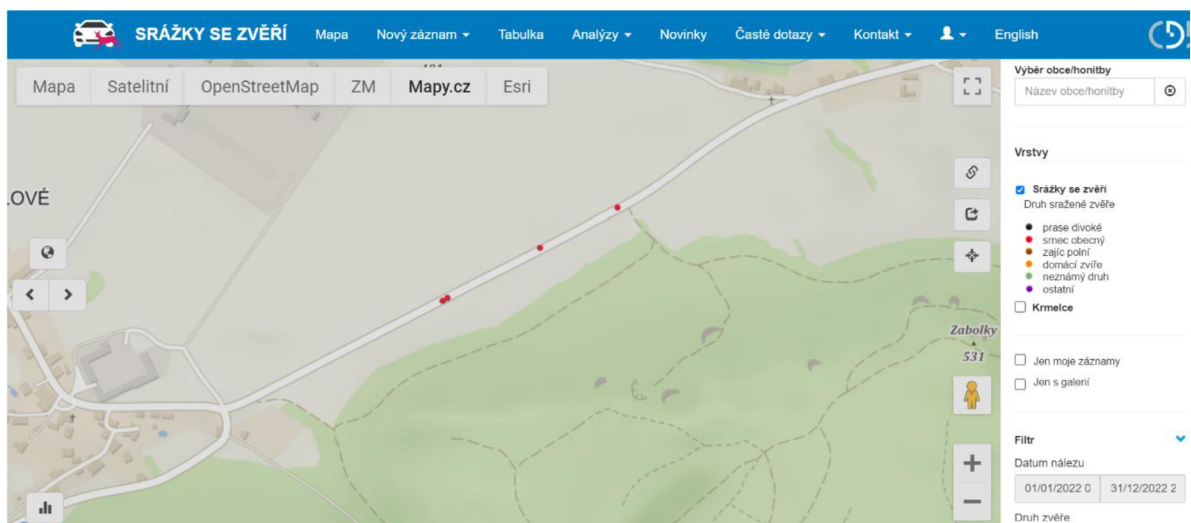 SRÁŽKY SE ZVĚŘÍ Mapa Nový záznam Tabulka Analýzy Novinky Časté dotazy Kontakt English
Mapa Satelitní OpenStreetMap ZM Mapy.cz Esri
Výběr obce/honitby
Název obce/honitby
Vrstvy
Srážky se zvěří
Druh sražené zvěře
prase divoké
srnec obecný
zajíc polní
domácí zvíře
neznámý druh
ostatní
Krmelce
Jen moje záznamy
Jen s galerií
Filtr
Datum nálezu
01/01/2022 0 31/12/2022 2
Druh zvěře
LOVÉ
Zabolky
531